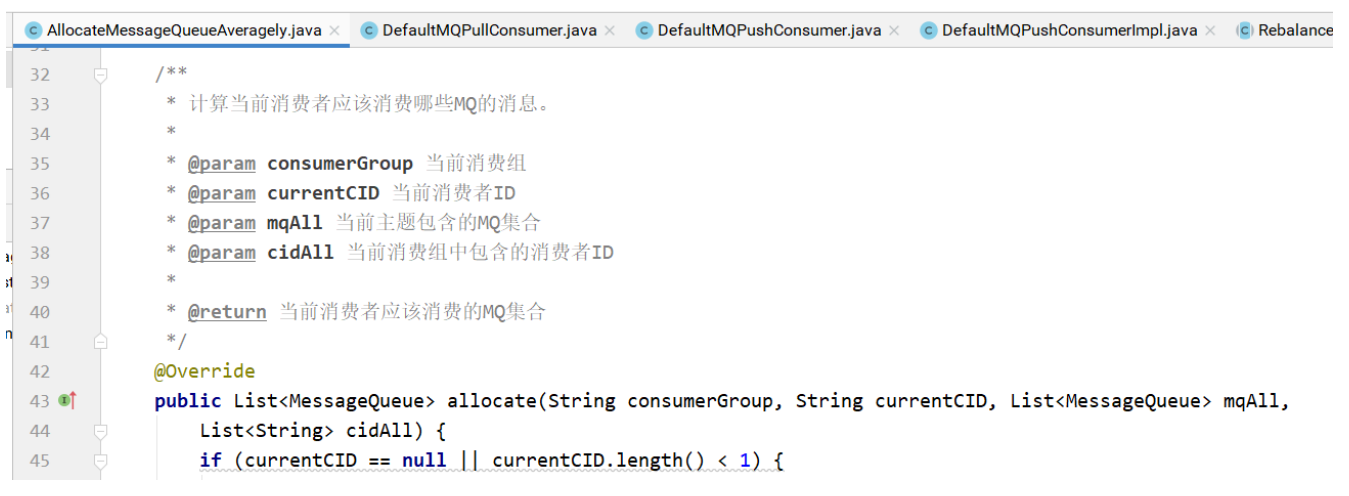 AllocateMessageQueueAveragely.java DefaultMQPullConsumer.java DefaultMQPushConsumer.java DefaultMQPushConsumerImpl.java Rebalance
31
32 /**
33 * 计算当前消费者应该消费哪些MQ的消息。
34 *
35 * @param consumerGroup 当前消费组
36 * @param currentCID 当前消费者ID
37 * @param mqAll 当前主题包含的MQ集合
38 * @param cidAll 当前消费组中包含的消费者ID
39 *
40 * @return 当前消费者应该消费的MQ集合
41 */
42 @Override
43 public List<MessageQueue> allocate(String consumerGroup, String currentCID, List<MessageQueue> mqAll,
44 List<String> cidAll) {
45 if (currentCID == null || currentCID.length() < 1) {